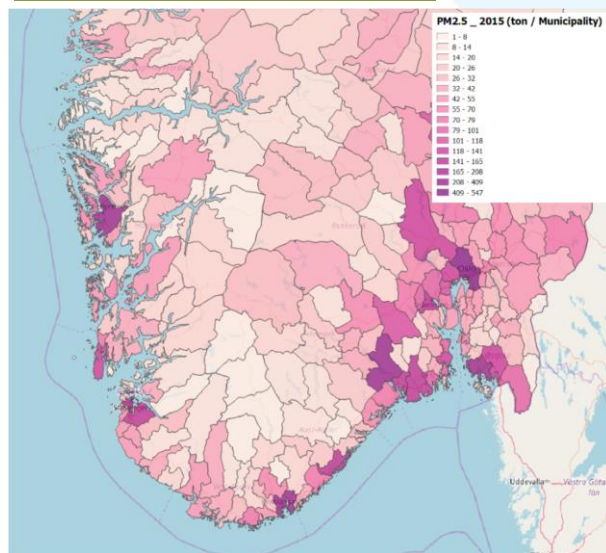 PM2.5 _ 2015 (ton / Municipality)
1 - 8
8 - 14
14 - 20
20 - 26
26 - 32
32 - 42
42 - 55
55 - 70
70 - 79
79 - 101
101 - 118
118 - 141
141 - 165
165 - 208
208 - 409
409 - 547
Oslo
Uddevalla